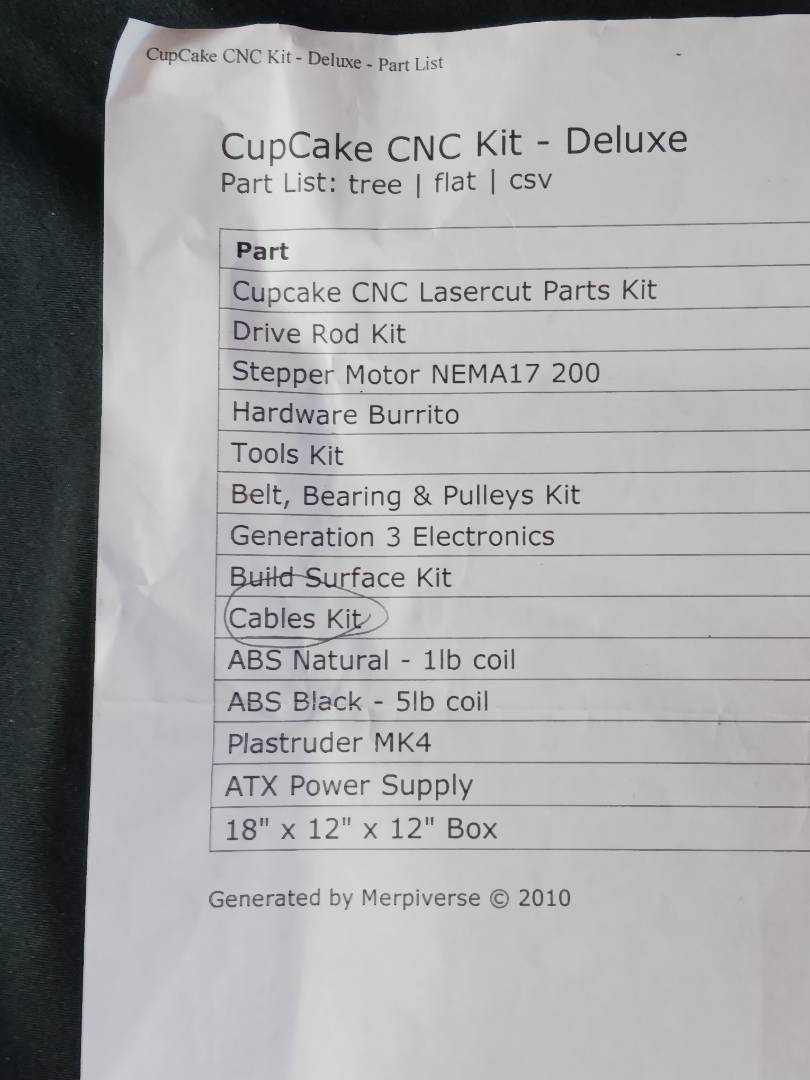 CupCake CNC Kit - Deluxe - Part List
CupCake CNC Kit - Deluxe
Part List: tree | flat | csv
Part
Cupcake CNC Lasercut Parts Kit
Drive Rod Kit
Stepper Motor NEMA17 200
Hardware Burrito
Tools Kit
Belt, Bearing & Pulleys Kit
Generation 3 Electronics
Build Surface Kit
Cables Kit
ABS Natural - 1lb coil
ABS Black - 5lb coil
Plastruder MK4
ATX Power Supply
18" x 12" x 12" Box
Generated by Merpiverse © 2010